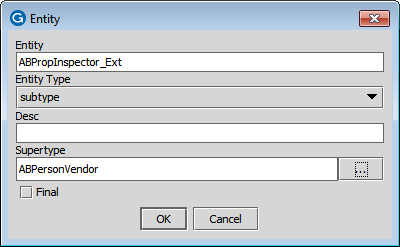 Entity
Entity
ABPropInspector_Ext
Entity Type
subtype
Desc
Supertype
ABPersonVendor
...
Final
OK Cancel